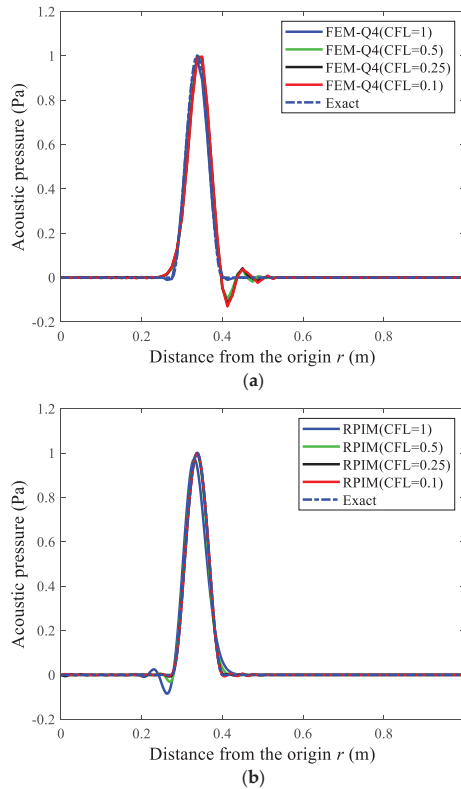 1.2
1
0.8
0.6
0.4
0.2
0
-0.2
Acoustic pressure (Pa)
FEM-Q4(CFL=1)
FEM-Q4(CFL=0.5)
FEM-Q4(CFL=0.25)
FEM-Q4(CFL=0.1)
Exact
0 0.2 0.4 0.6 0.8
Distance from the origin r (m)
(a)
1.2
1
0.8
0.6
0.4
0.2
0
-0.2
Acoustic pressure (Pa)
RPIM(CFL=1)
RPIM(CFL=0.5)
RPIM(CFL=0.25)
RPIM(CFL=0.1)
Exact
0 0.2 0.4 0.6 0.8
Distance from the origin r (m)
(b)